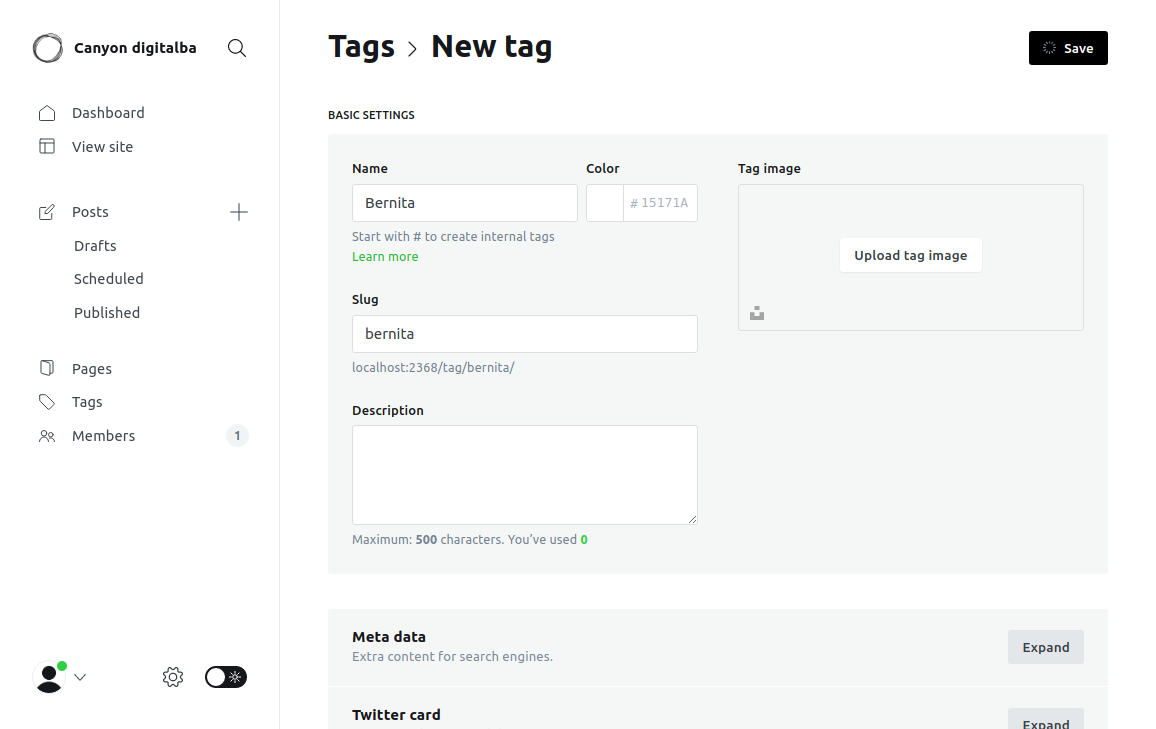 Canyon digitalba
Dashboard
View site
Posts
Drafts
Scheduled
Published
Pages
Tags
Members
1
Tags
New tag
Save
BASIC SETTINGS
Name
Bernita
Start with # to create internal tags
Learn more
Color
# 15171A
Slug
bernita
localhost:2368/tag/bernita/
Description
Maximum: 500 characters. You've used 0
Tag image
Upload tag image
Meta data
Extra content for search engines.
Expand
Twitter card
Expand